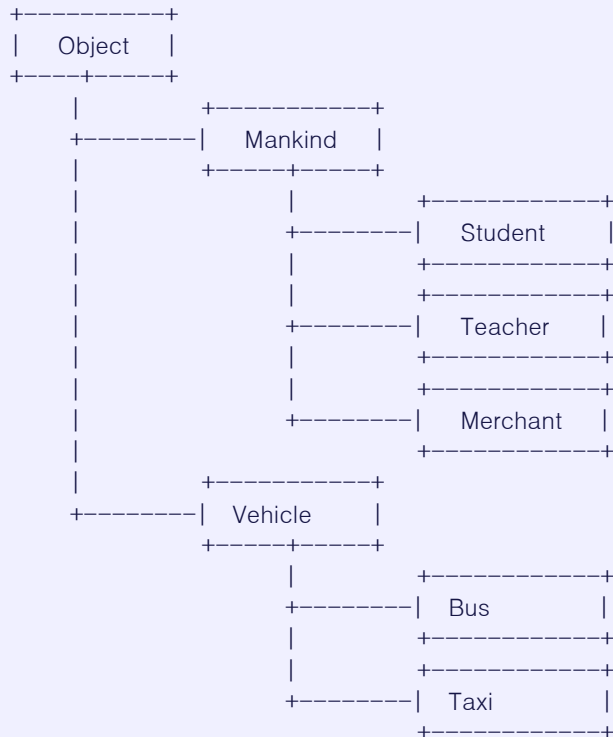 Object
Mankind
Student
Teacher
Merchant
Vehicle
Bus
Taxi